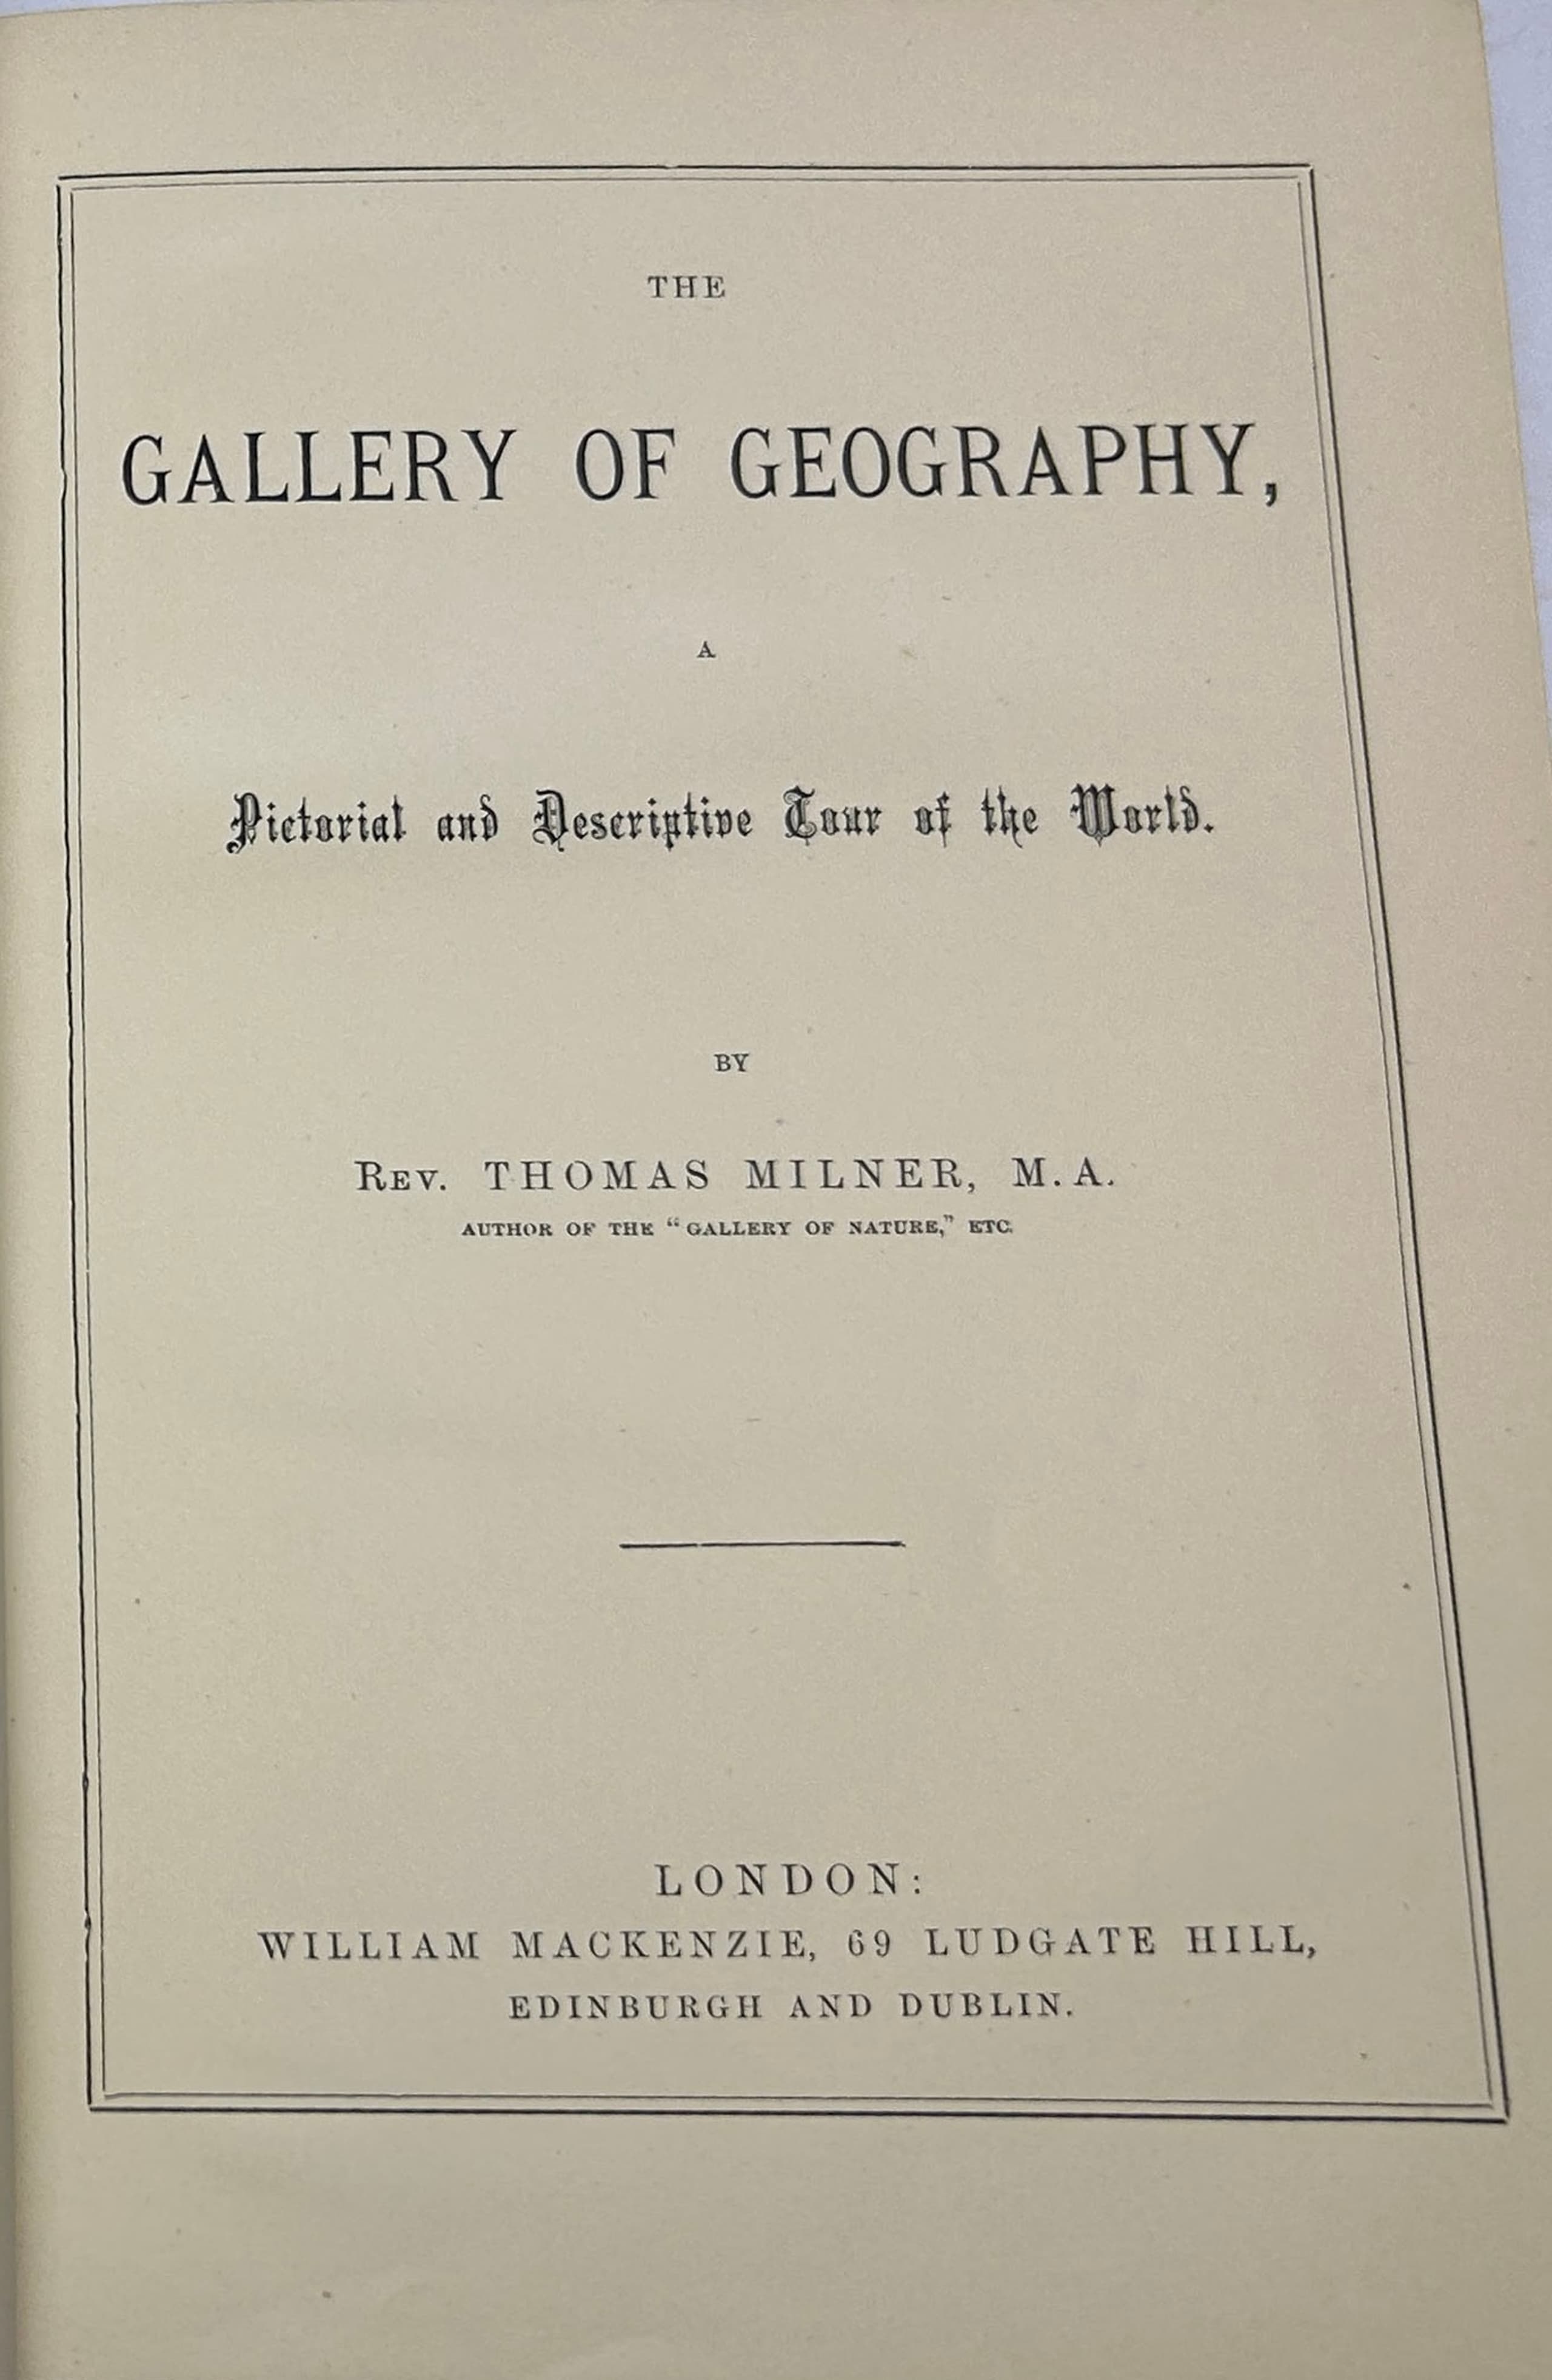 THE
GALLERY OF GEOGRAPHY,
A
Pictorial and Descriptive Tour of the World.
BY
REV. THOMAS MILNER, M.A.
AUTHOR OF THE "GALLERY OF NATURE," ETC.
LONDON:
WILLIAM MACKENZIE, 69 LUDGATE HILL,
EDINBURGH AND DUBLIN.